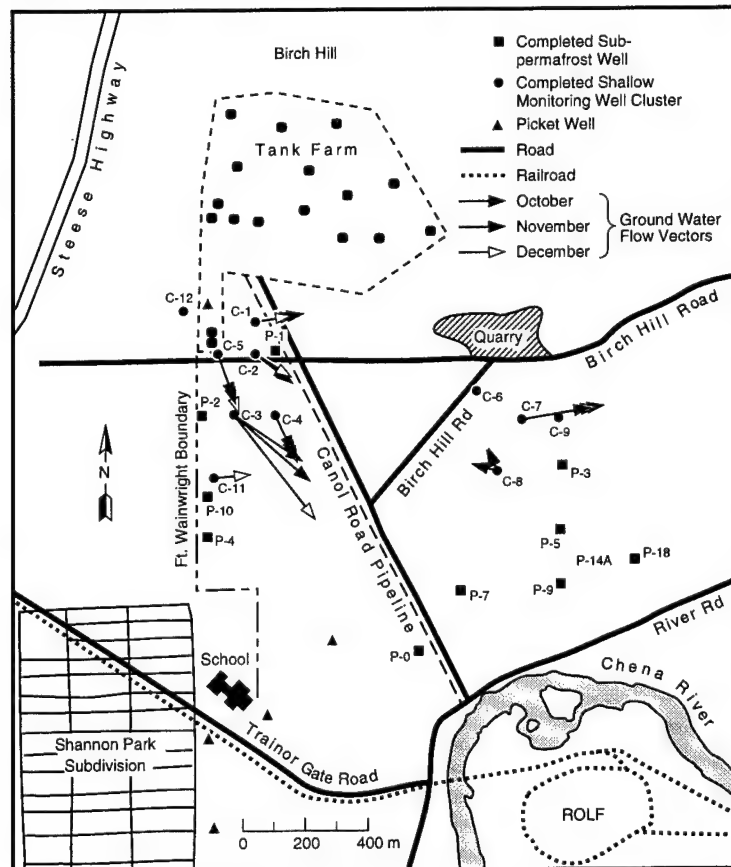 Birch Hill
Completed Sub-
permafrost Well
Completed Shallow
Monitoring Well Cluster
Picket Well
Road
Railroad
October
November
December
Ground Water
Flow Vectors
Steese Highway
Tank Farm
C-12
C-1
P-1
C-5
C-2
Quarry
Birch Hill Road
P-2
C-3
C-4
C-6
C-7
C-9
N
Ft. Wainwright Boundary
Canol Road Pipeline
Birch Hill Rd
C-8
P-3
C-11
P-10
P-4
P-5
P-14A
P-18
P-7
P-9
River Rd
P-0
School
Chena River
Trainor Gate Road
Shannon Park
Subdivision
ROLF
0 200 400 m